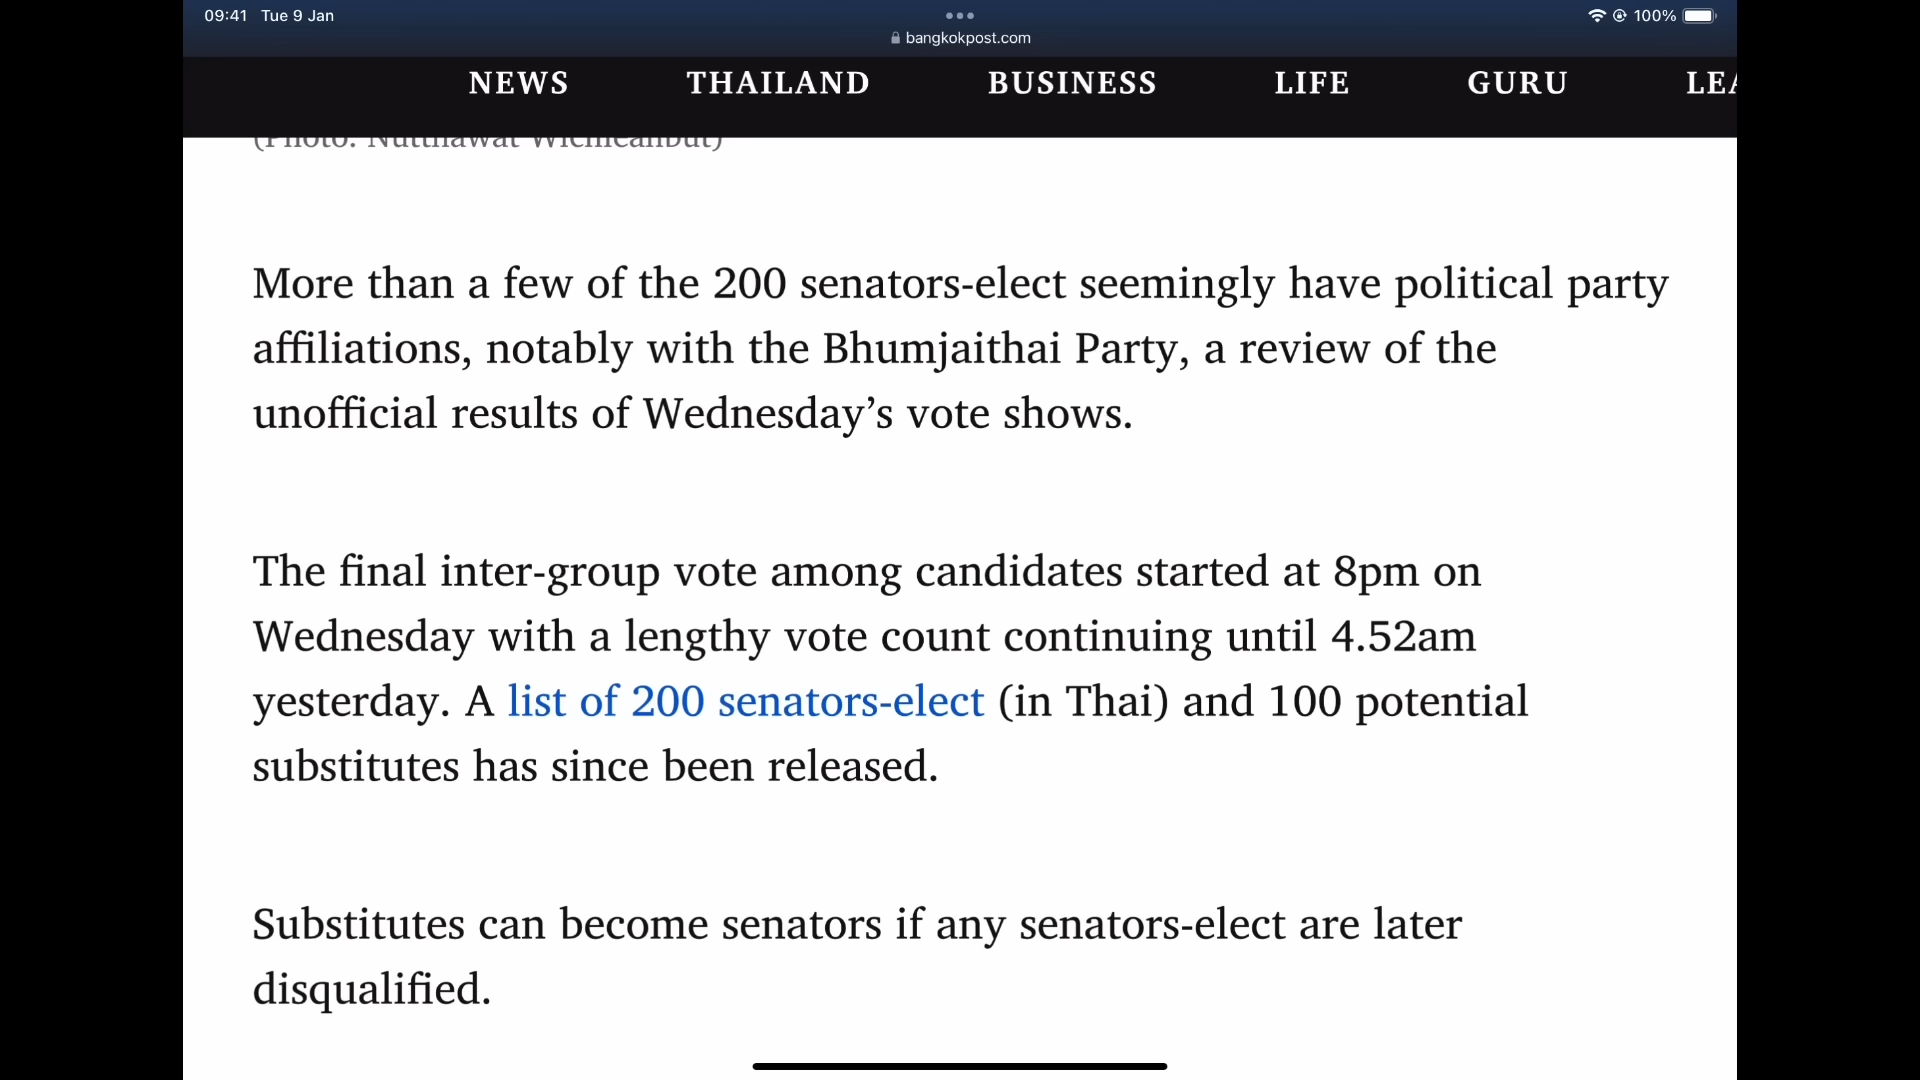 09:41 Tue 9 Jan
100%
bangkokpost.com
NEWS THAILAND BUSINESS LIFE GURU LEA
(Photo: Nutthawat Wichieanbut)
More than a few of the 200 senators-elect seemingly have political party
affiliations, notably with the Bhumjaithai Party, a review of the
unofficial results of Wednesday’s vote shows.
The final inter-group vote among candidates started at 8pm on
Wednesday with a lengthy vote count continuing until 4.52am
yesterday. A list of 200 senators-elect (in Thai) and 100 potential
substitutes has since been released.
Substitutes can become senators if any senators-elect are later
disqualified.